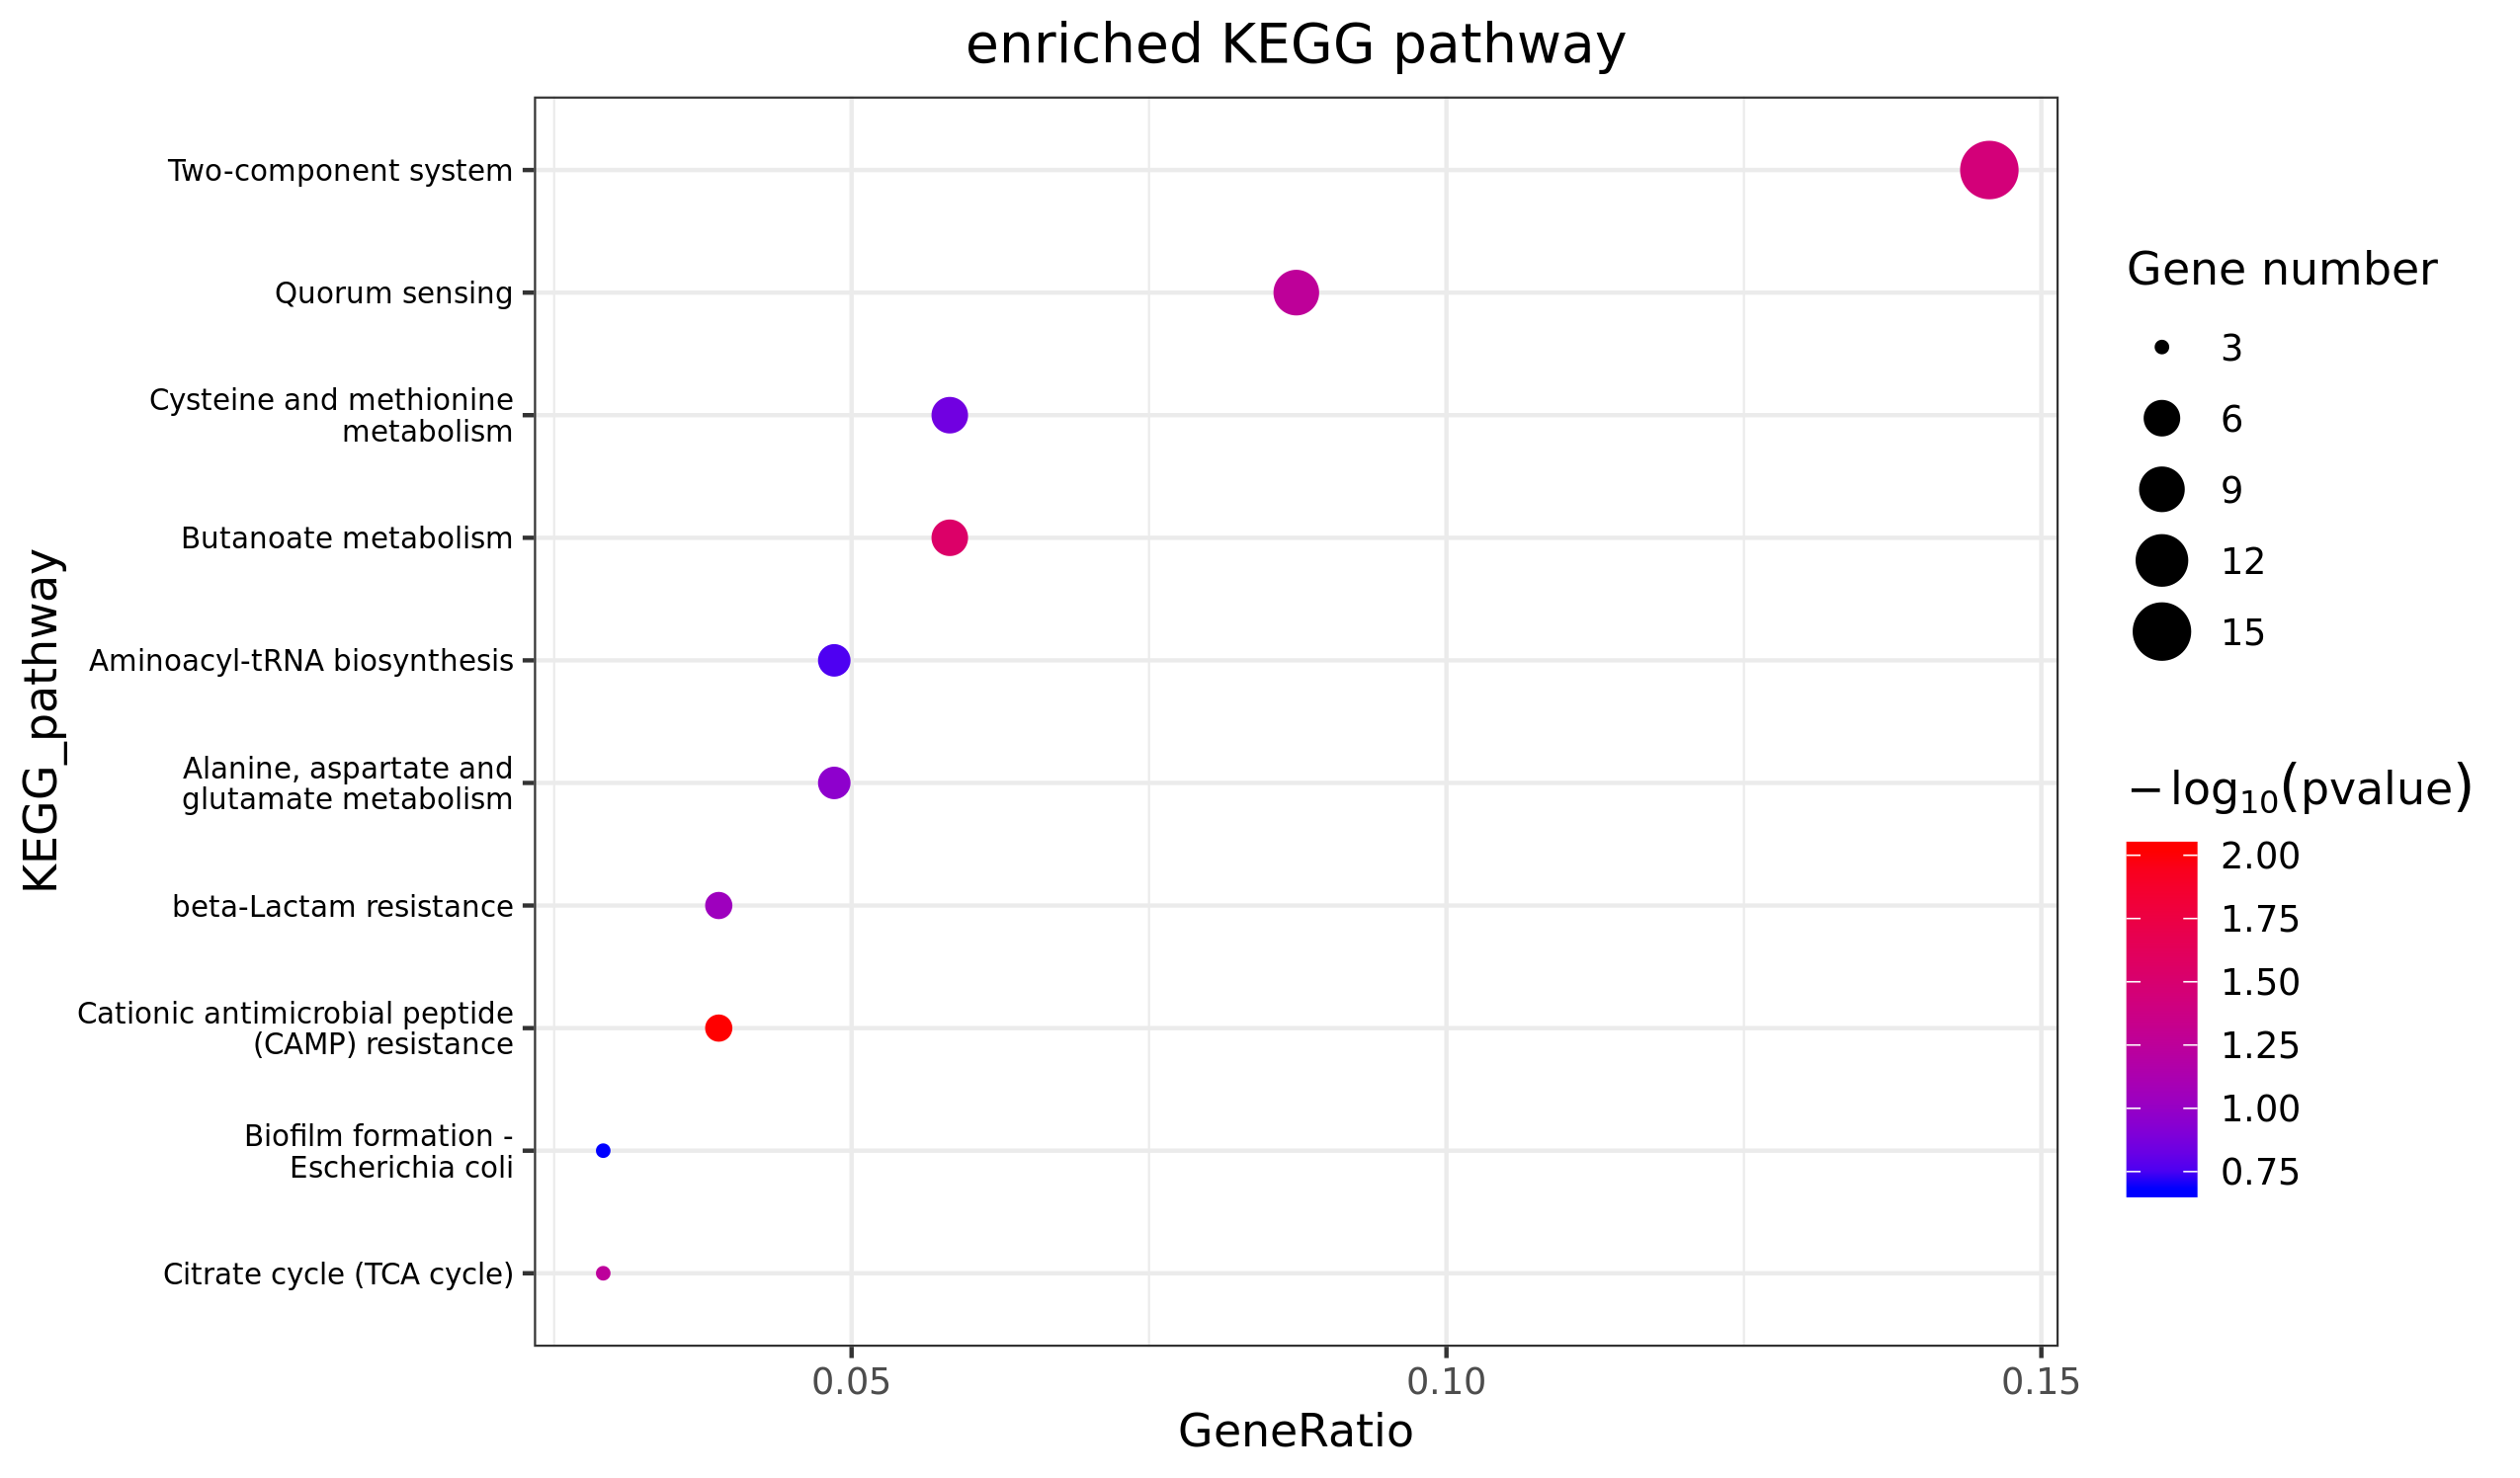 enriched KEGG pathway
KEGG_pathway
Two-component system
Quorum sensing
Cysteine and methionine
metabolism
Butanoate metabolism
Aminoacyl-tRNA biosynthesis
Alanine, aspartate and
glutamate metabolism
beta-Lactam resistance
Cationic antimicrobial peptide
(CAMP) resistance
Biofilm formation -
Escherichia coli
Citrate cycle (TCA cycle)
0.05
0.10
0.15
GeneRatio
Gene number
3
6
9
12
15
−log₁₀(pvalue)
2.00
1.75
1.50
1.25
1.00
0.75